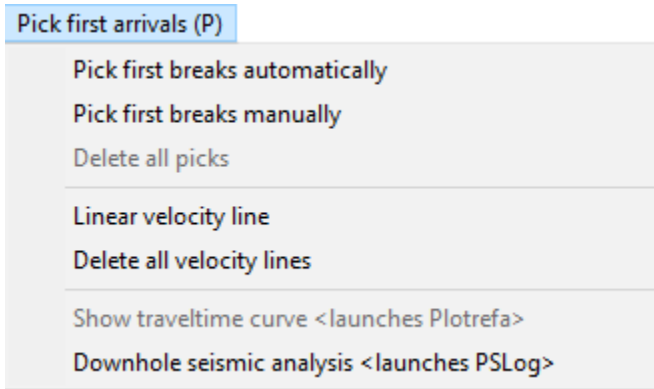 Pick first arrivals (P)
Pick first breaks automatically
Pick first breaks manually
Delete all picks
Linear velocity line
Delete all velocity lines
Show traveltime curve <launches Plotrefa>
Downhole seismic analysis <launches PSLog>